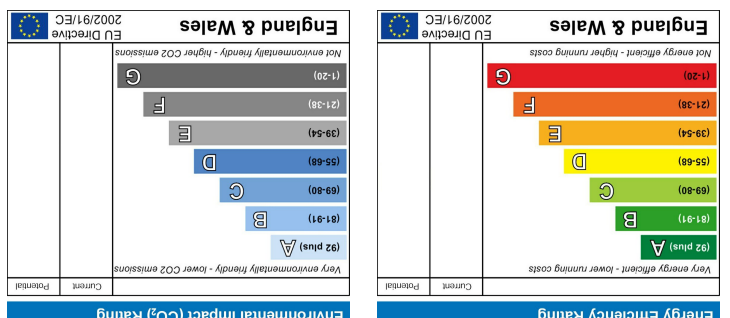 Energy Efficiency Rating
Current
Potential
Very energy efficient - lower running costs
(92 plus) A
(81-91) B
(69-80) C
(55-68) D
(39-54) E
(21-38) F
(1-20) G
Not energy efficient - higher running costs
England & Wales
EU Directive
2002/91/EC
Environmental Impact (CO₂) Rating
Current
Potential
Very environmentally friendly - lower CO2 emissions
(92 plus) A
(81-91) B
(69-80) C
(55-68) D
(39-54) E
(21-38) F
(1-20) G
Not environmentally friendly - higher CO2 emissions
England & Wales
EU Directive
2002/91/EC